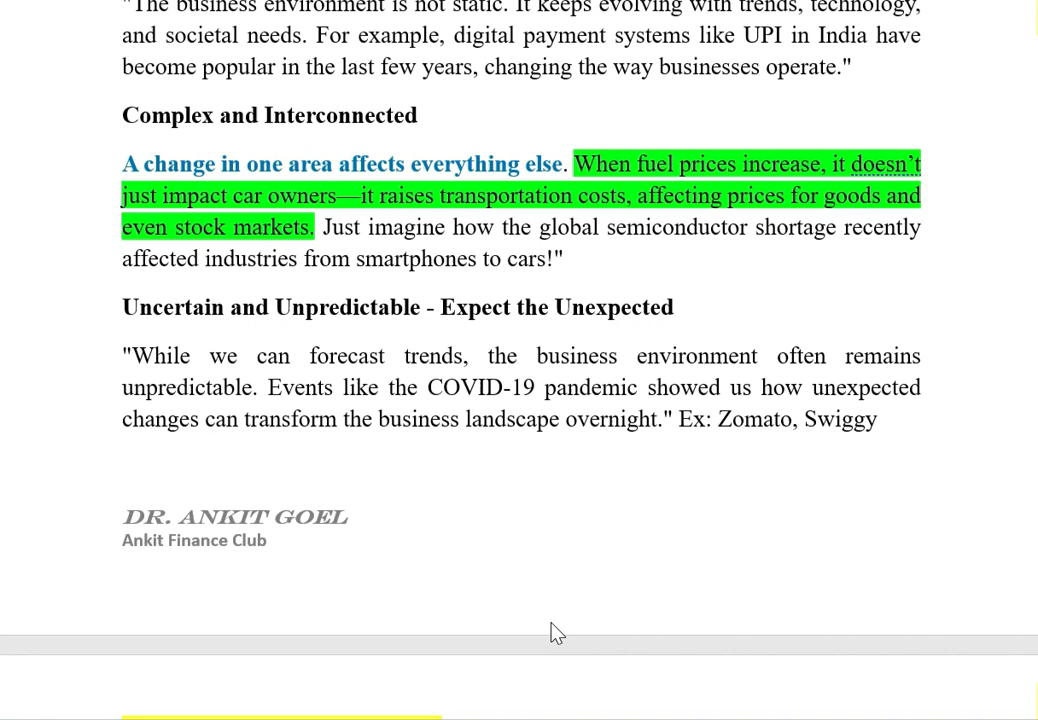 "The business environment is not static. It keeps evolving with trends, technology,
and societal needs. For example, digital payment systems like UPI in India have
become popular in the last few years, changing the way businesses operate."
Complex and Interconnected
A change in one area affects everything else. When fuel prices increase, it doesn’t
just impact car owners—it raises transportation costs, affecting prices for goods and
even stock markets. Just imagine how the global semiconductor shortage recently
affected industries from smartphones to cars!"
Uncertain and Unpredictable - Expect the Unexpected
"While we can forecast trends, the business environment often remains
unpredictable. Events like the COVID-19 pandemic showed us how unexpected
changes can transform the business landscape overnight." Ex: Zomato, Swiggy
DR. ANKIT GOEL
Ankit Finance Club